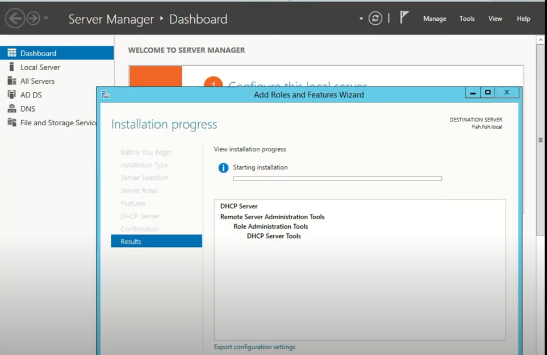 Server Manager ▸ Dashboard
Manage Tools View Help
Dashboard
Local Server
All Servers
AD DS
DNS
File and Storage Servic
WELCOME TO SERVER MANAGER
1 Configure this local server
Add Roles and Features Wizard
Installation progress
DESTINATION SERVER
Fish.fish.local
Before You Begin
Installation Type
Server Selection
Server Roles
Features
DHCP Server
Confirmation
Results
View installation progress
Starting installation
DHCP Server
Remote Server Administration Tools
Role Administration Tools
DHCP Server Tools
Export configuration settings